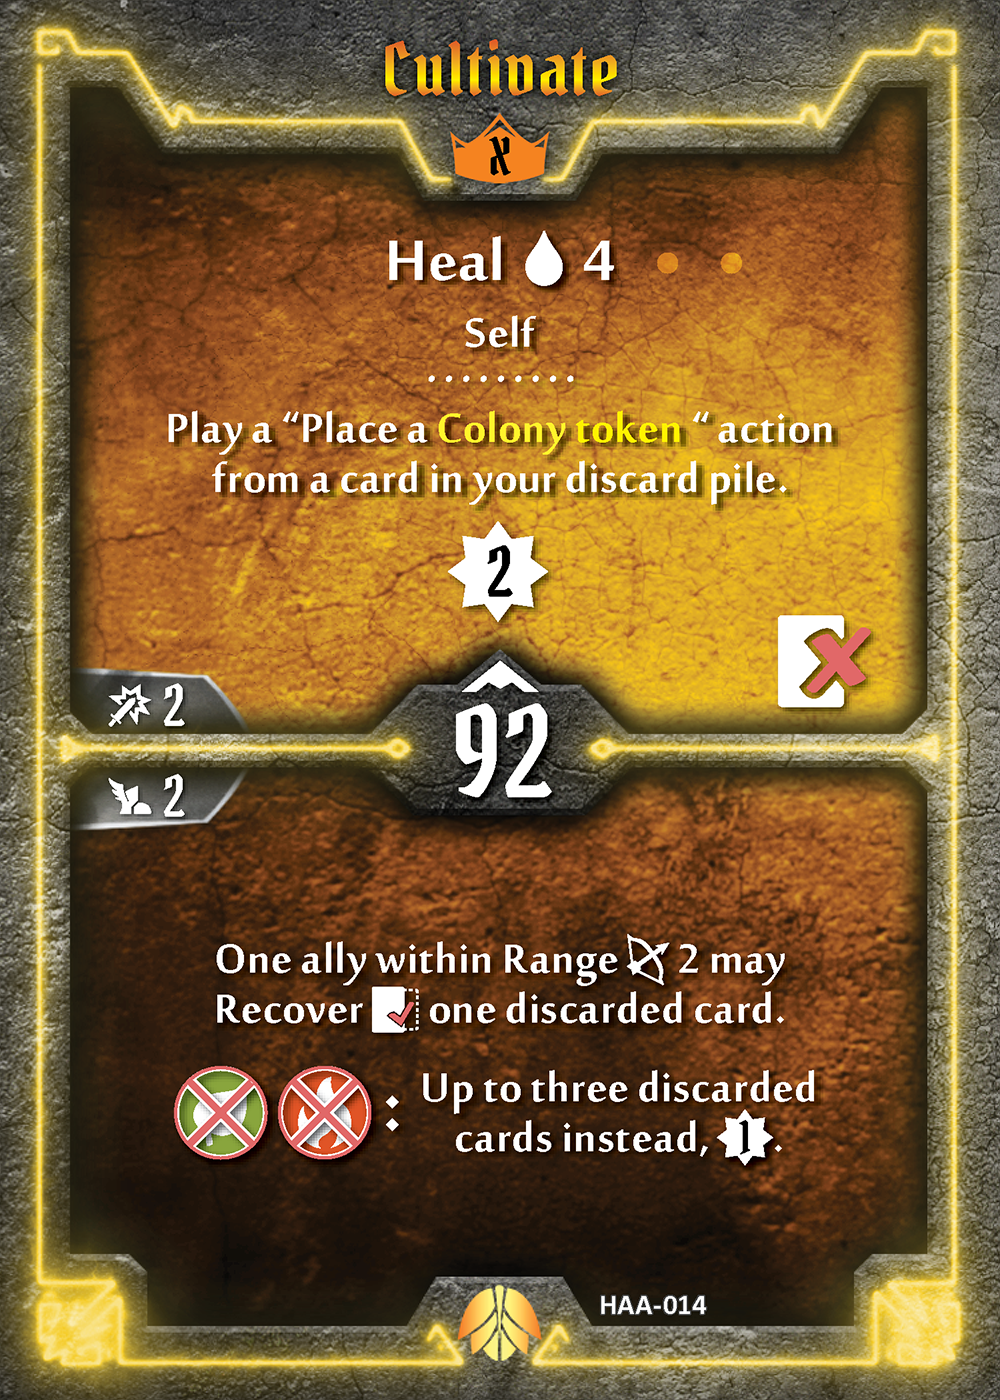 Cultivate
X
Heal 4
Self
Play a “Place a Colony token “ action
from a card in your discard pile.
2
2
92
2
One ally within Range 2 may
Recover one discarded card.
: Up to three discarded
cards instead, 1.
HAA-014